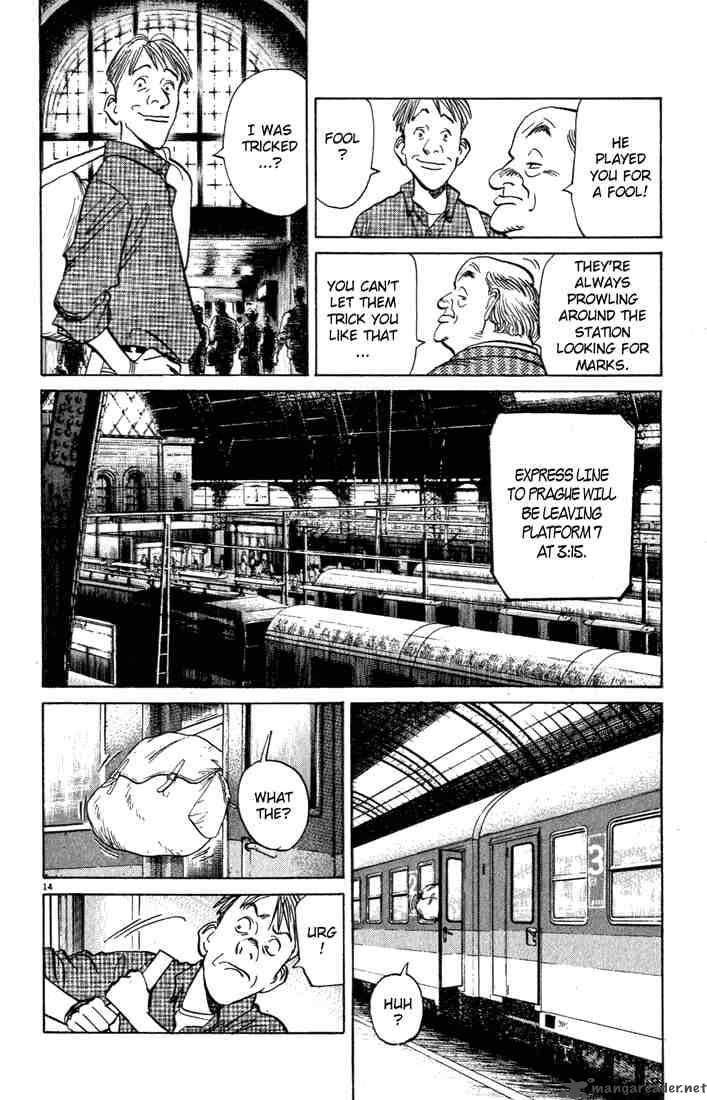 HE
PLAYED
YOU FOR
A FOOL!
FOOL
?
I WAS
TRICKED
...?
THEY'RE
ALWAYS
PROWLING
AROUND
THE
STATION
LOOKING FOR
MARKS.
YOU CAN'T
LET THEM
TRICK YOU
LIKE THAT
...
EXPRESS LINE
TO PRAGUE WILL
BE LEAVING
PLATFORM 7
AT 3:15.
WHAT
THE?
14
URG
!
2
3
HUH
?
mangareader.net